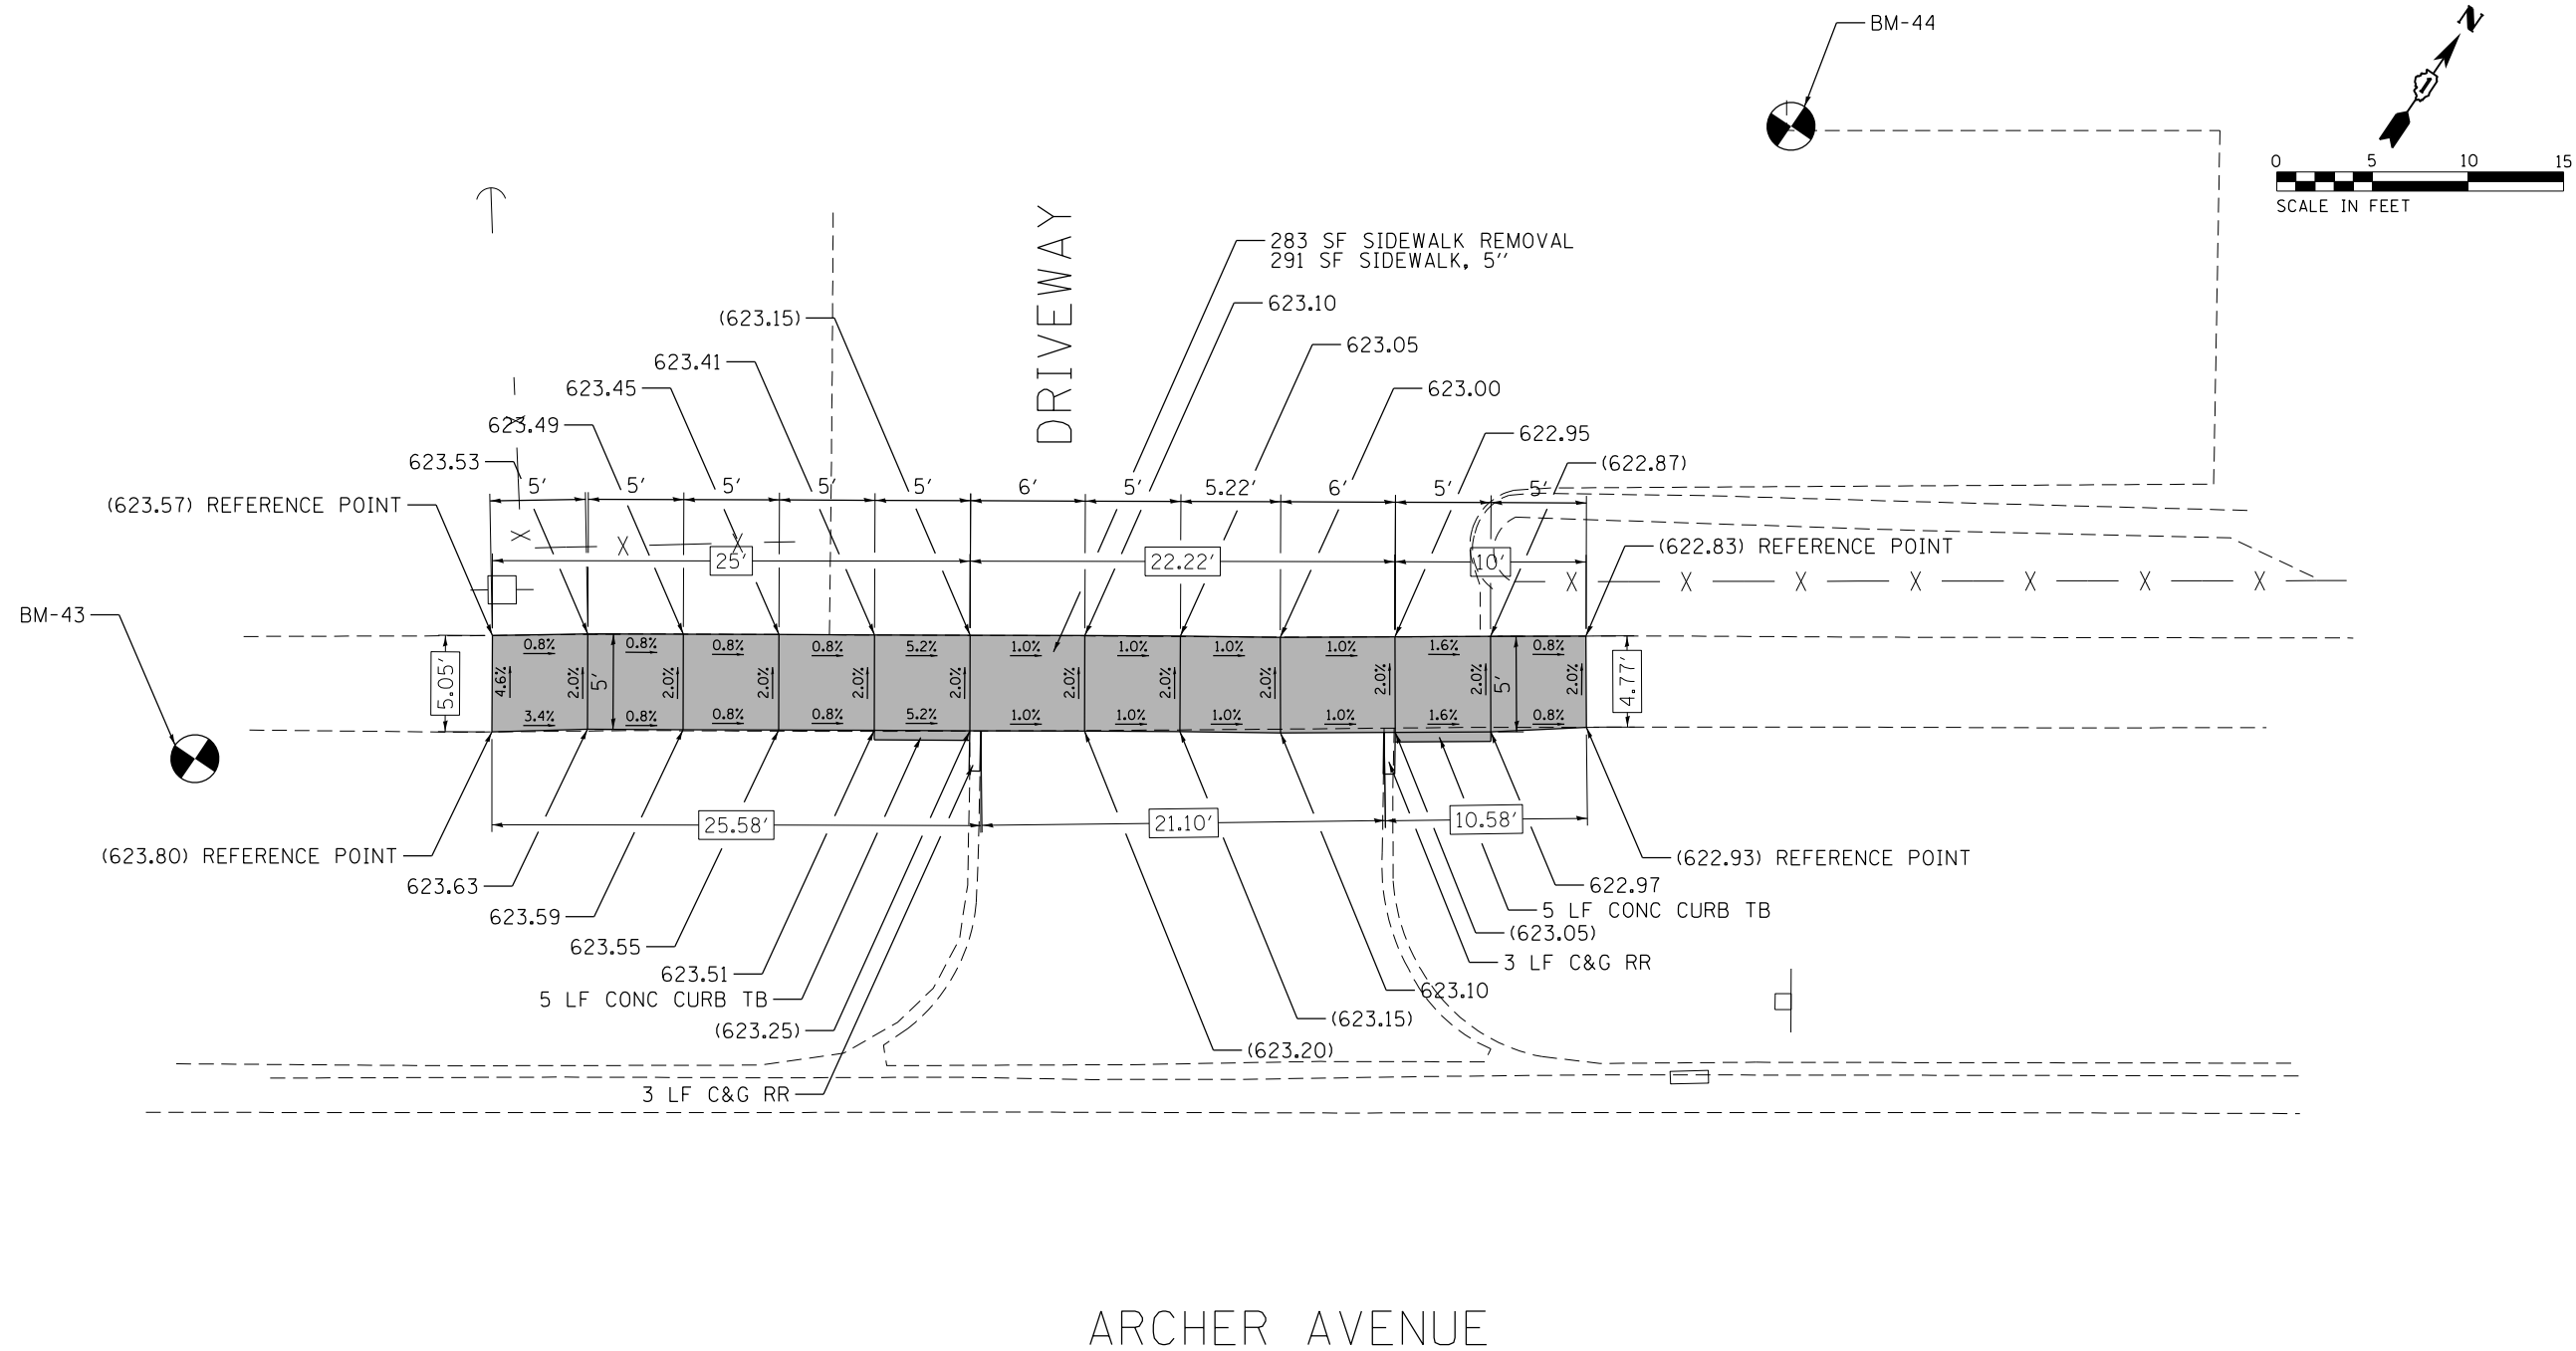 BM-44
N
0 5 10 15
SCALE IN FEET
DRIVEWAY
283 SF SIDEWALK REMOVAL
291 SF SIDEWALK, 5''
623.10
(623.15)
623.05
623.41
623.45
623.00
623.49
622.95
623.53
(622.87)
5' 5' 5' 5' 5' 6' 5' 5.22' 6' 5' 5'
(623.57) REFERENCE POINT
(622.83) REFERENCE POINT
X X X
25' 22.22' 10'
X X X X X X X
X
BM-43
0.8% 0.8% 0.8% 0.8% 5.2% 1.0% 1.0% 1.0% 1.0% 1.6% 0.8%
5.05'
4.6% 2.0% 5' 2.0% 2.0% 2.0% 2.0% 2.0% 2.0% 2.0% 2.0% 2.0% 5' 2.0%
4.77'
3.4% 0.8% 0.8% 0.8% 5.2% 1.0% 1.0% 1.0% 1.0% 1.6% 0.8%
25.58' 21.10' 10.58'
(623.80) REFERENCE POINT
(622.93) REFERENCE POINT
623.63
622.97
623.59
5 LF CONC CURB TB
623.55
(623.05)
623.51
3 LF C&G RR
5 LF CONC CURB TB
623.10
(623.25)
(623.15)
(623.20)
3 LF C&G RR
ARCHER AVENUE